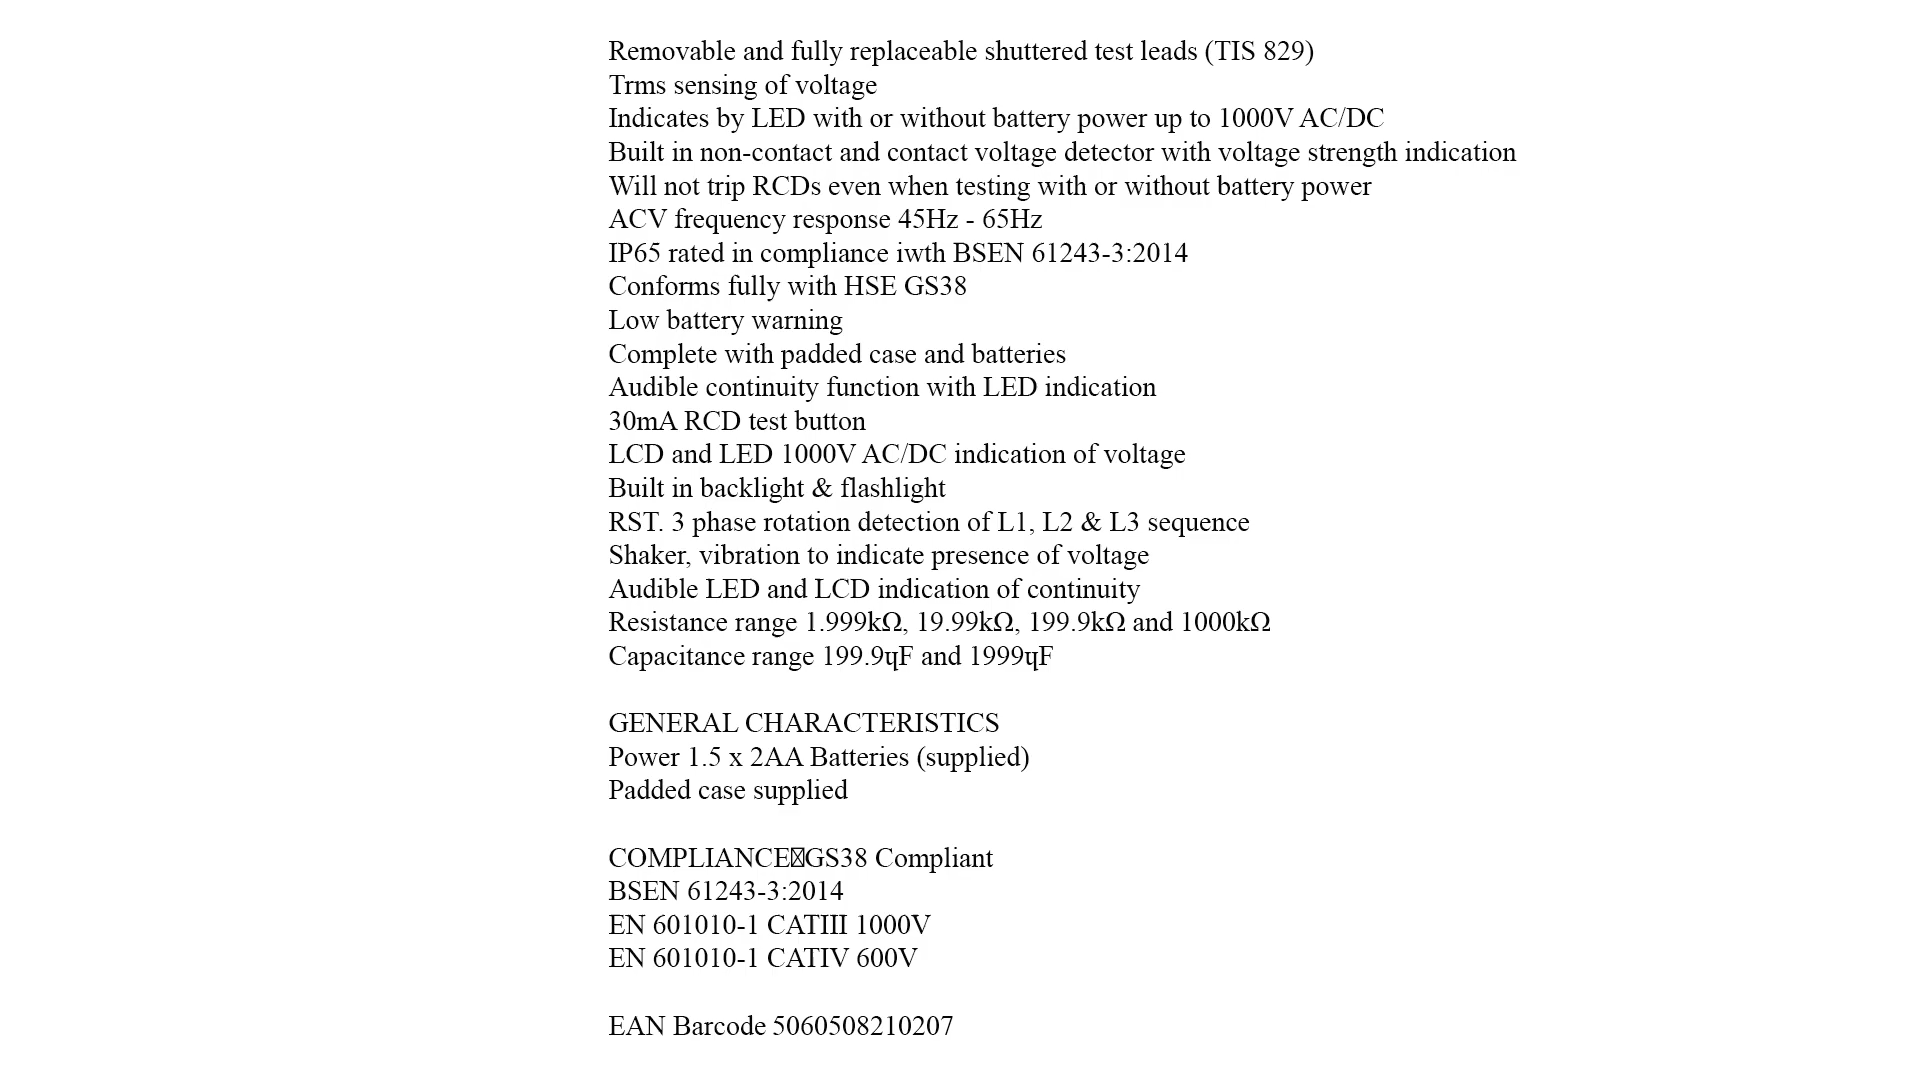 Removable and fully replaceable shuttered test leads (TIS 829)
Trms sensing of voltage
Indicates by LED with or without battery power up to 1000V AC/DC
Built in non-contact and contact voltage detector with voltage strength indication
Will not trip RCDs even when testing with or without battery power
ACV frequency response 45Hz - 65Hz
IP65 rated in compliance iwth BSEN 61243-3:2014
Conforms fully with HSE GS38
Low battery warning
Complete with padded case and batteries
Audible continuity function with LED indication
30mA RCD test button
LCD and LED 1000V AC/DC indication of voltage
Built in backlight & flashlight
RST. 3 phase rotation detection of L1, L2 & L3 sequence
Shaker, vibration to indicate presence of voltage
Audible LED and LCD indication of continuity
Resistance range 1.999kΩ, 19.99kΩ, 199.9kΩ and 1000kΩ
Capacitance range 199.9ɥF and 1999ɥF
GENERAL CHARACTERISTICS
Power 1.5 x 2AA Batteries (supplied)
Padded case supplied
COMPLIANCE GS38 Compliant
BSEN 61243-3:2014
EN 601010-1 CATIII 1000V
EN 601010-1 CATIV 600V
EAN Barcode 5060508210207